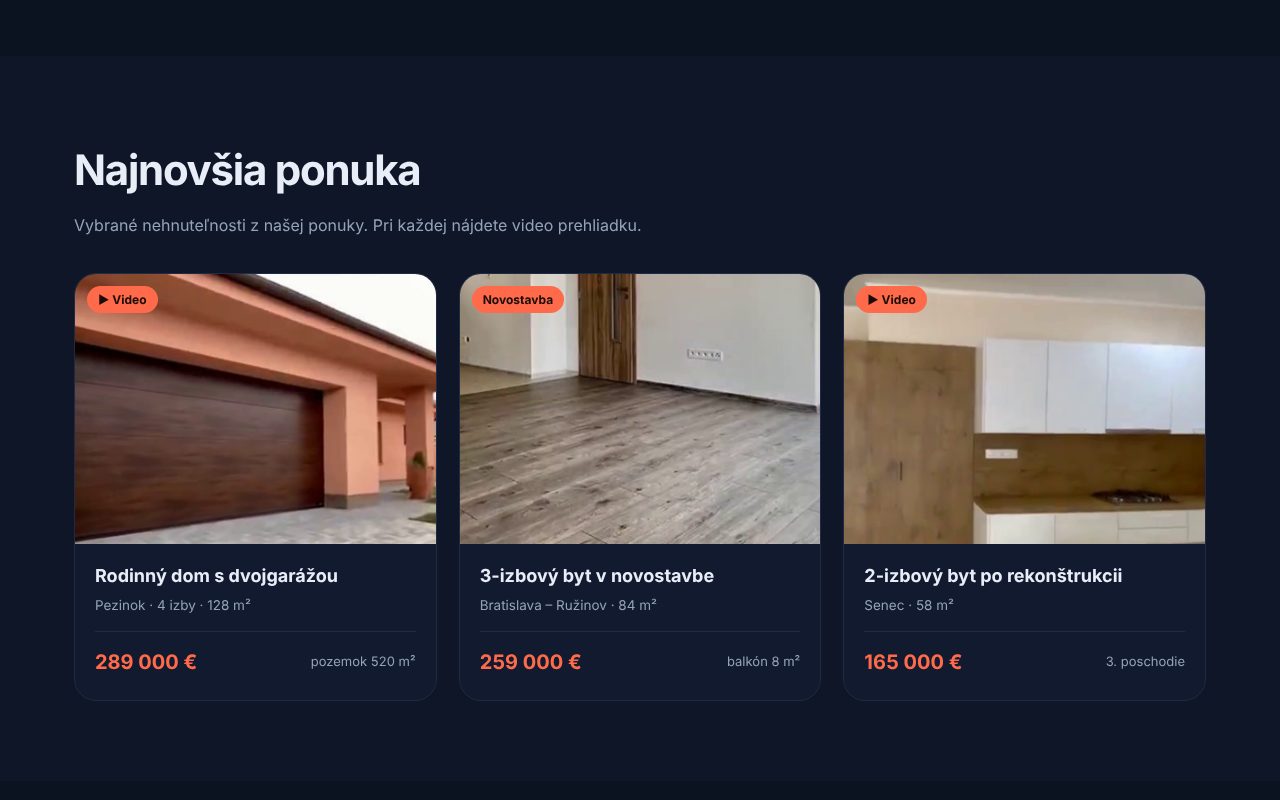 Najnovšia ponuka
Vybrané nehnuteľnosti z našej ponuky. Pri každej nájdete video prehliadku.
▶ Video
Novostavba
▶ Video
Rodinný dom s dvojgarážou
Pezinok · 4 izby · 128 m²
289 000 €
pozemok 520 m²
3-izbový byt v novostavbe
Bratislava – Ružinov · 84 m²
259 000 €
balkón 8 m²
2-izbový byt po rekonštrukcii
Senec · 58 m²
165 000 €
3. poschodie